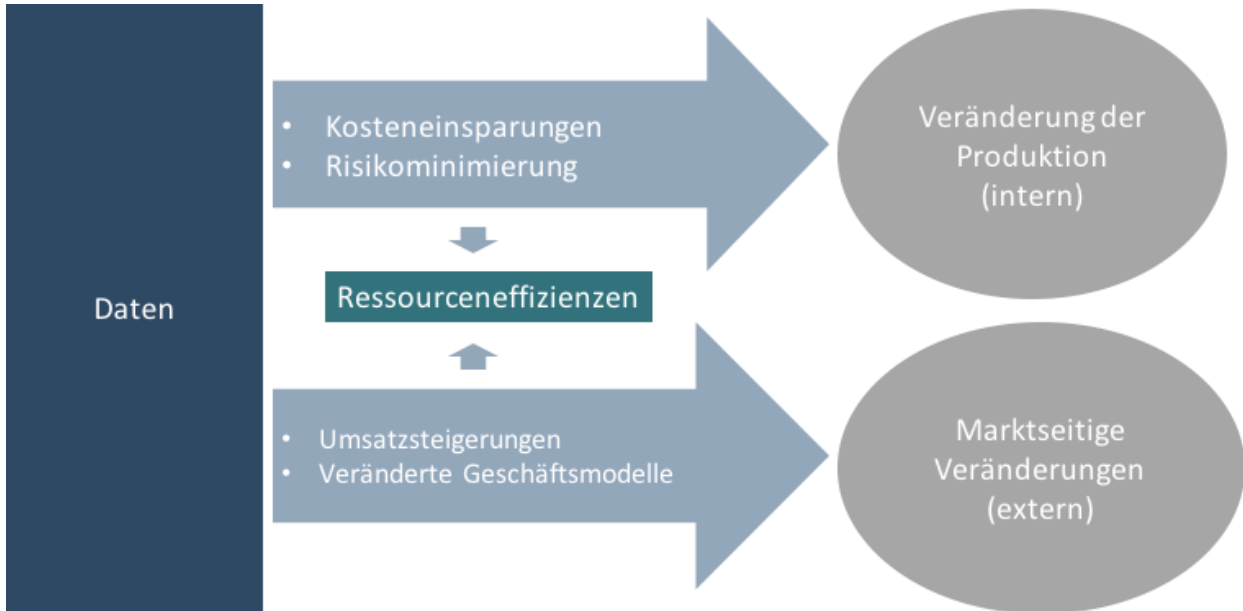 Daten
• Kosteneinsparungen
• Risikominimierung
Veränderung der
Produktion
(intern)
Ressourceneffizienzen
• Umsatzsteigerungen
• Veränderte Geschäftsmodelle
Marktseitige
Veränderungen
(extern)